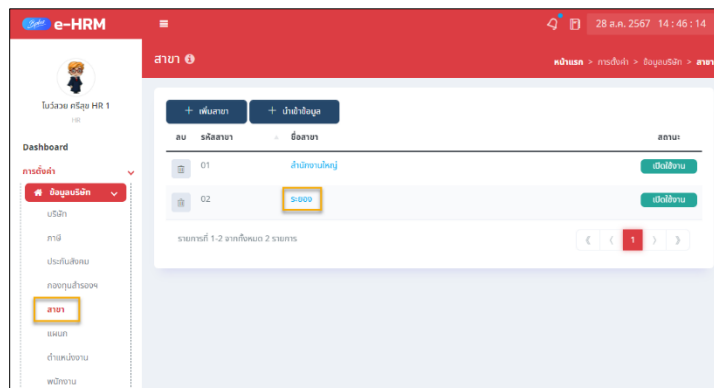 e-HRM
28 ส.ค. 2567 14 : 46 : 14
สาขา
หน้าแรก > การตั้งค่า > ข้อมูลบริษัท > สาขา
โบว์สวย ศรีสุข HR 1
HR
+ เพิ่มสาขา
+ นำเข้าข้อมูล
ลบ รหัสสาขา ชื่อสาขา สถานะ
01 สำนักงานใหญ่ เปิดใช้งาน
02 ระยอง เปิดใช้งาน
รายการที่ 1-2 จากทั้งหมด 2 รายการ
1
Dashboard
การตั้งค่า
ข้อมูลบริษัท
บริษัท
ภาษี
ประกันสังคม
กองทุนสำรองฯ
สาขา
แผนก
ตำแหน่งงาน
พนักงาน